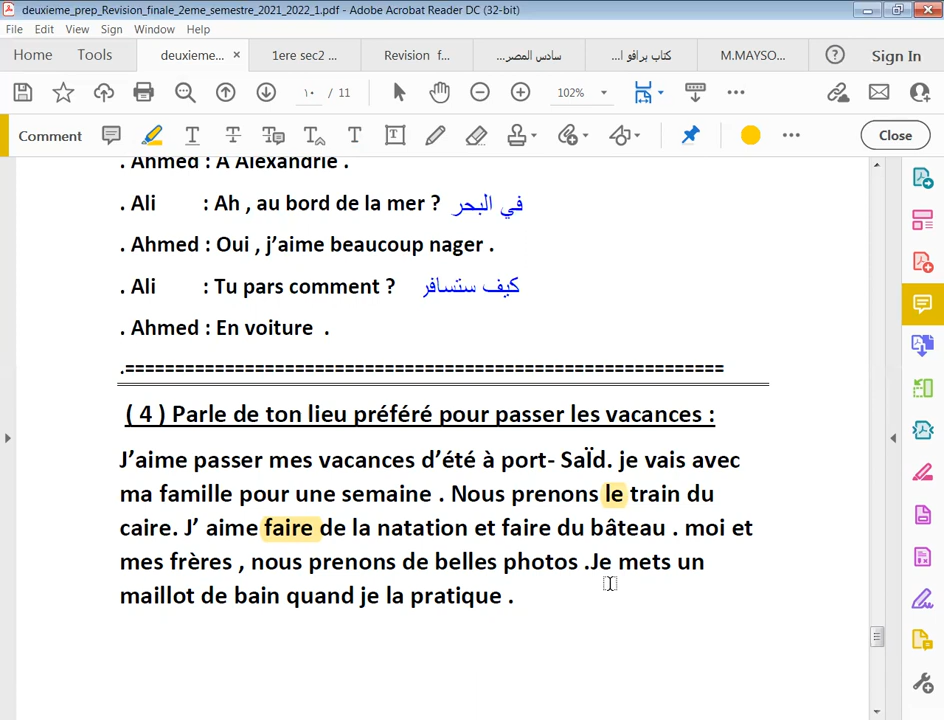 deuxieme_prep_Revision_finale_2eme_semestre_2021_2022_1.pdf - Adobe Acrobat Reader DC (32-bit)
File Edit View Sign Window Help
Home Tools deuxieme... × 1ere sec2 ... Revision f... سادس المصر... كتاب برافو ا... M.MAYSO... Sign In
١٠ / 11 102%
Comment Close
. Ahmed : A Alexandrie .
. Ali : Ah , au bord de la mer ? في البحر
. Ahmed : Oui , j’aime beaucoup nager .
. Ali : Tu pars comment ? كيف ستسافر
. Ahmed : En voiture .
.============================================================
( 4 ) Parle de ton lieu préféré pour passer les vacances :
J’aime passer mes vacances d’été à port- SaÏd. je vais avec
ma famille pour une semaine . Nous prenons le train du
caire. J’ aime faire de la natation et faire du bâteau . moi et
mes frères , nous prenons de belles photos .Je mets un
maillot de bain quand je la pratique .